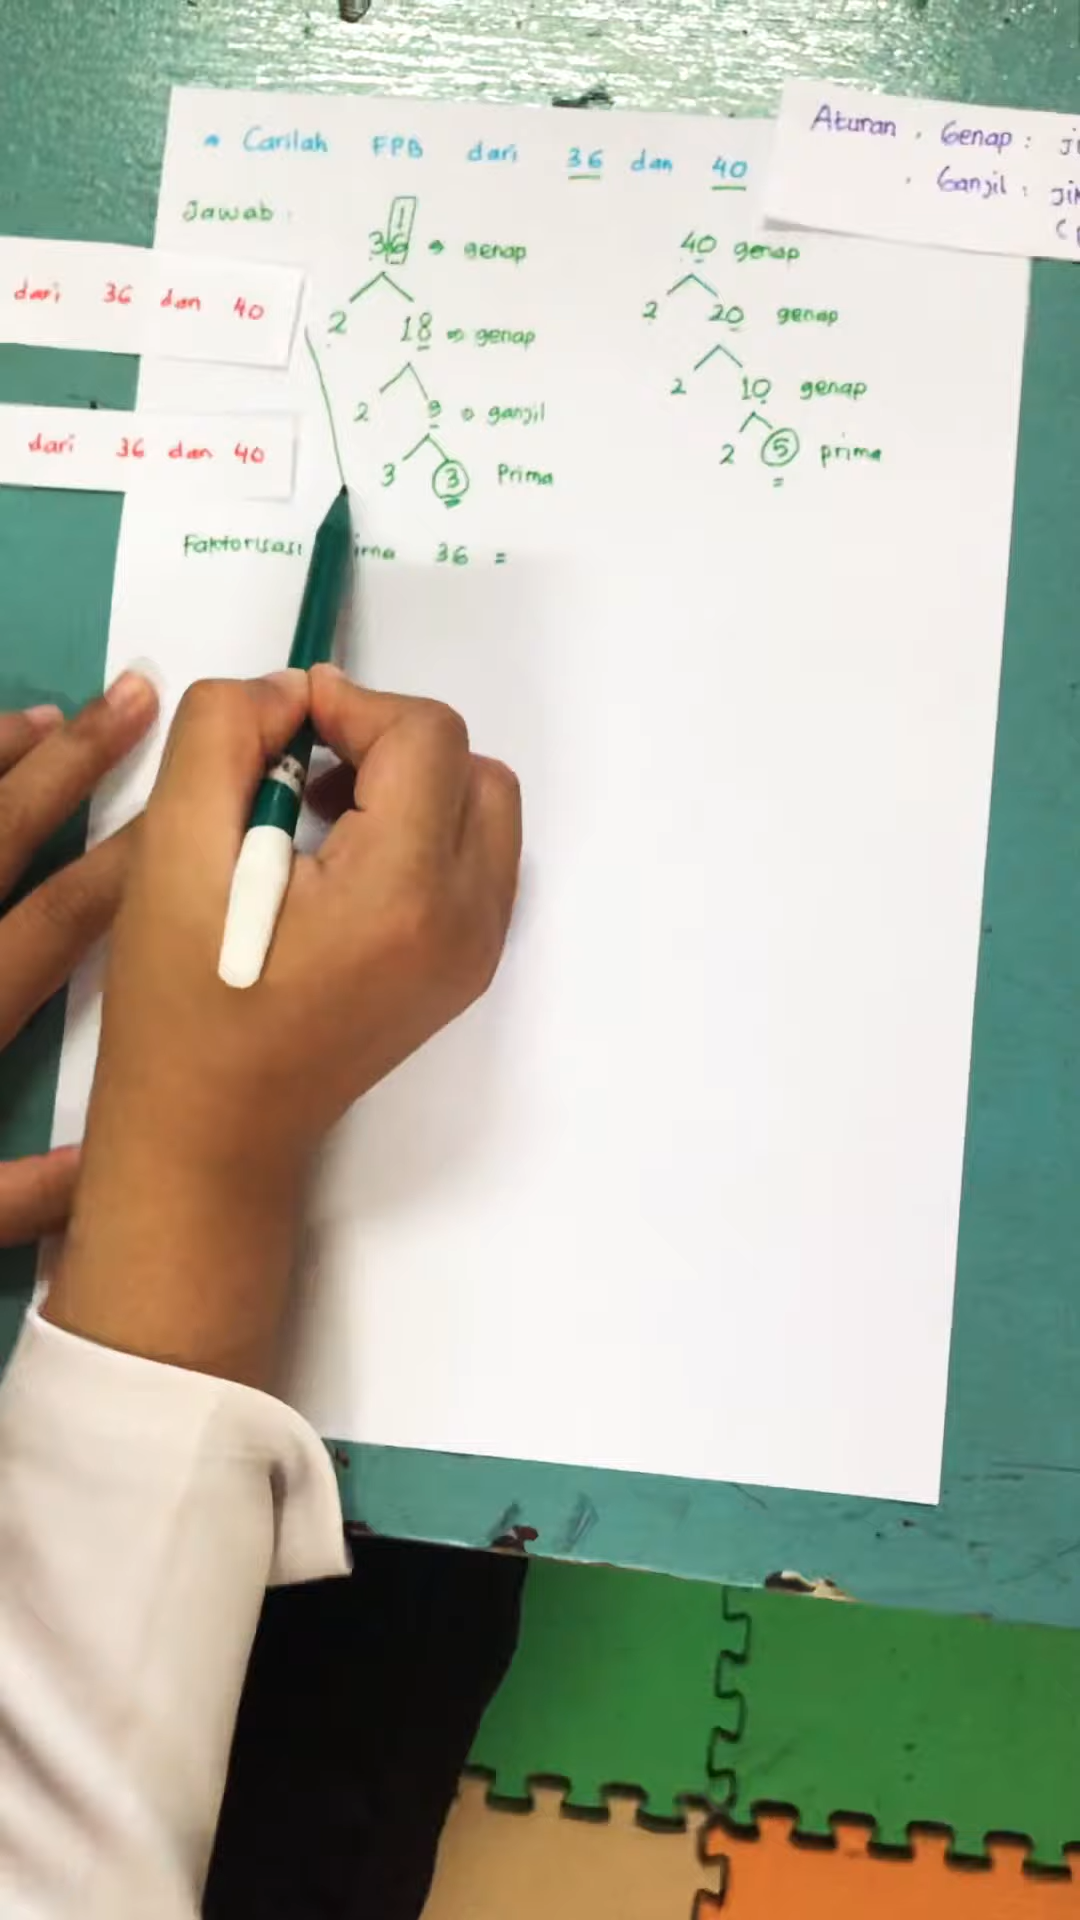 Carilah FPB dari 36 dan 40
Aturan . Genap :
. Ganjil :
Jawab :
36 → genap
2 18 ⇒ genap
2 9 ⇒ ganjil
3 3 Prima
40 genap
2 20 genap
2 10 genap
2 5 prima
dari 36 dan 40
dari 36 dan 40
Faktorisasi 36 =